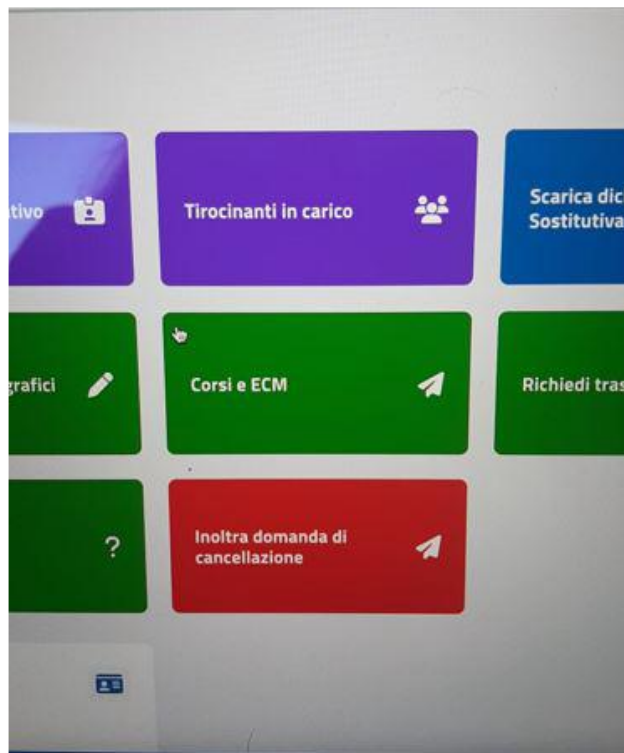 tivo
Tirocinanti in carico
Scarica dic
Sostitutiva
grafici
Corsi e ECM
Richiedi tras
?
Inoltra domanda di
cancellazione